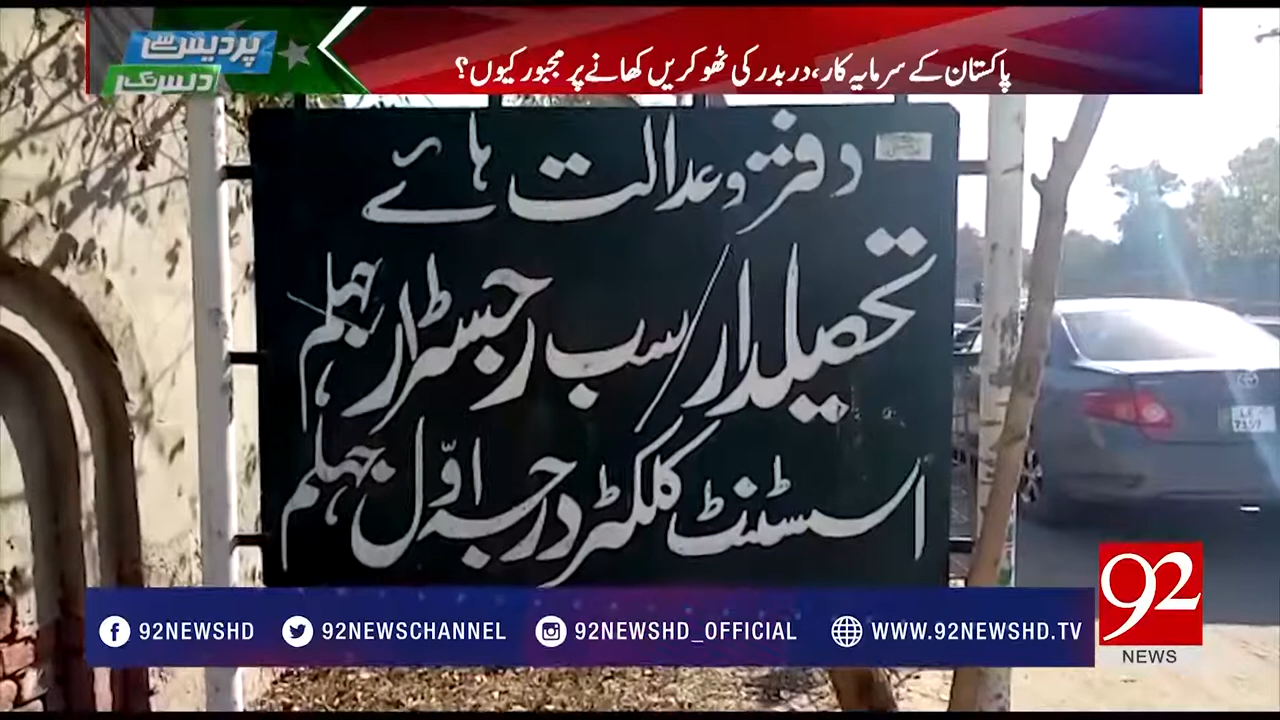 پردیس سے
دیس تک
پاکستان کے سرمایہ کار، دربدر کی ٹھوکریں کھانے پر مجبور کیوں؟
دفتر و عدالت ہائے
تحصیلدار/سب رجسٹرار جہلم
اسسٹنٹ کلکٹر درجہ اوّل جہلم
92NEWSHD 92NEWSCHANNEL 92NEWSHD_OFFICIAL WWW.92NEWSHD.TV
92
NEWS